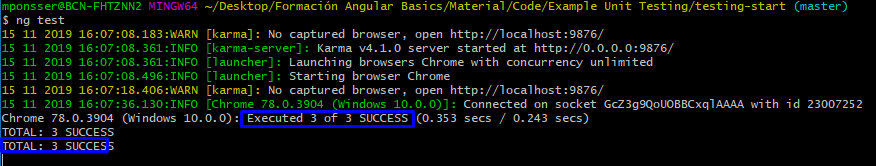 mponsser@BCN-FHTZNN2 MINGW64 ~/Desktop/Formación Angular Basics/Material/Code/Example Unit Testing/testing-start (master)
$ ng test
15 11 2019 16:07:08.183:WARN [karma]: No captured browser, open http://localhost:9876/
15 11 2019 16:07:08.361:INFO [karma-server]: Karma v4.1.0 server started at http://0.0.0.0:9876/
15 11 2019 16:07:08.361:INFO [launcher]: Launching browsers Chrome with concurrency unlimited
15 11 2019 16:07:08.496:INFO [launcher]: Starting browser Chrome
15 11 2019 16:07:18.406:WARN [karma]: No captured browser, open http://localhost:9876/
15 11 2019 16:07:36.130:INFO [Chrome 78.0.3904 (Windows 10.0.0)]: Connected on socket GcZ3g9QoUOBBCxqlAAAA with id 23007252
Chrome 78.0.3904 (Windows 10.0.0): Executed 3 of 3 SUCCESS (0.353 secs / 0.243 secs)
TOTAL: 3 SUCCESS
TOTAL: 3 SUCCESS